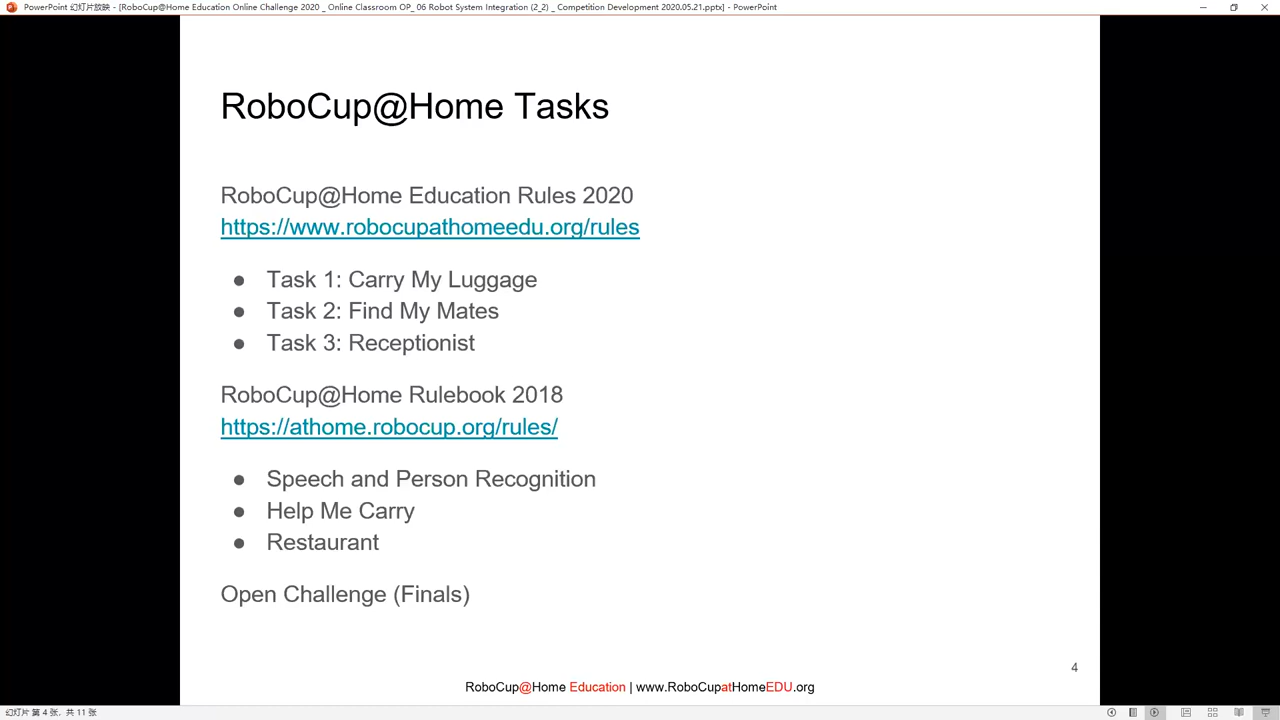 PowerPoint 幻灯片放映 - [RoboCup@Home Education Online Challenge 2020 _ Online Classroom OP_ 06 Robot System Integration (2_2) _ Competition Development 2020.05.21.pptx] - PowerPoint
RoboCup@Home Tasks
RoboCup@Home Education Rules 2020
https://www.robocupathomeedu.org/rules
● Task 1: Carry My Luggage
● Task 2: Find My Mates
● Task 3: Receptionist
RoboCup@Home Rulebook 2018
https://athome.robocup.org/rules/
● Speech and Person Recognition
● Help Me Carry
● Restaurant
Open Challenge (Finals)
4
RoboCup@Home Education | www.RoboCupatHomeEDU.org
幻灯片 第 4 张，共 11 张